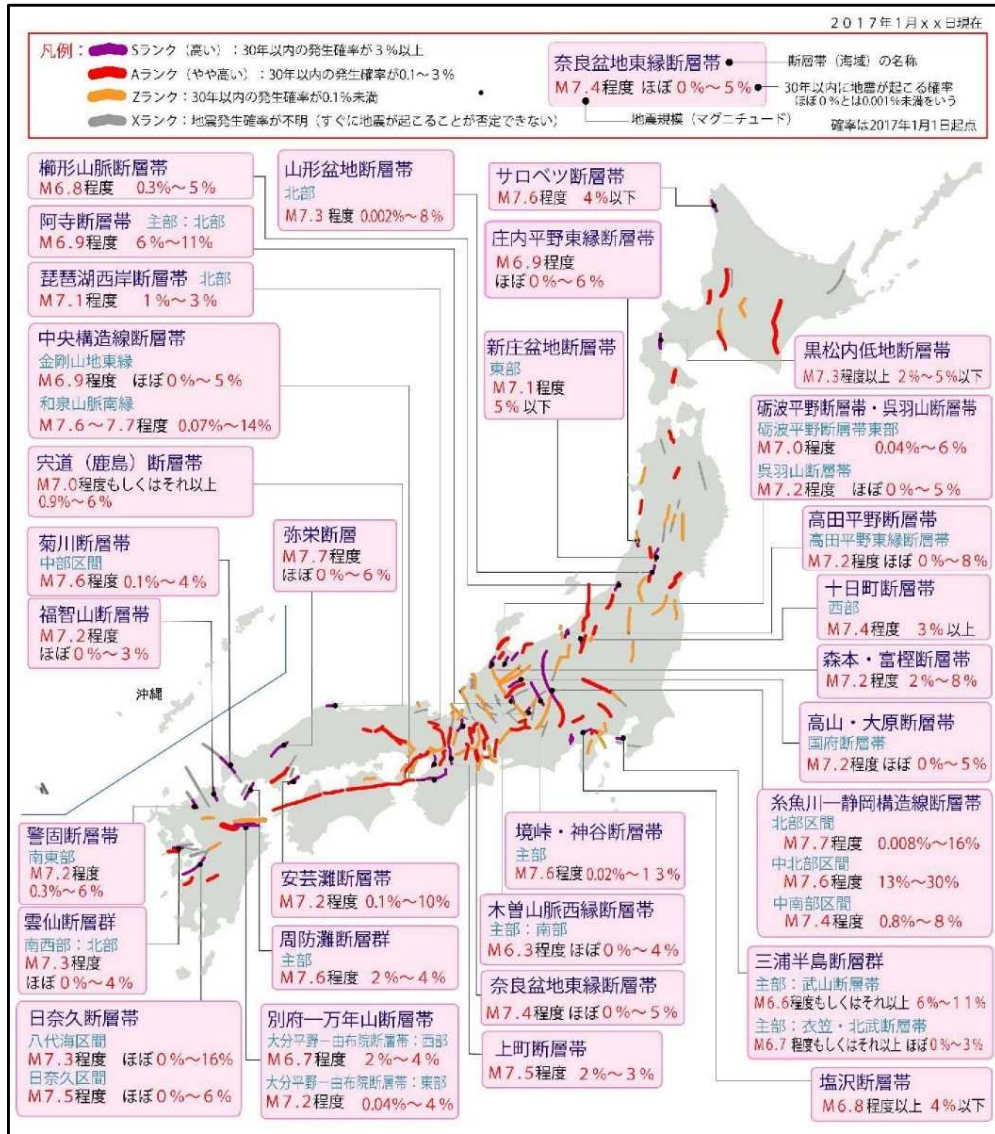 2017年1月xx日現在
凡例：
Sランク（高い）：30年以内の発生確率が3％以上
Aランク（やや高い）：30年以内の発生確率が0.1～3％
Zランク：30年以内の発生確率が0.1％未満
Xランク：地震発生確率が不明（すぐに地震が起こることが否定できない）
奈良盆地東縁断層帯
M7.4程度 ほぼ0％～5％
断層帯（海域）の名称
30年以内に地震が起こる確率
ほぼ0％とは0.001％未満をいう
地震規模（マグニチュード）
確率は2017年1月1日起点
櫛形山脈断層帯
M6.8程度 0.3％～5％
阿寺断層帯 主部：北部
M6.9程度 6％～11％
琵琶湖西岸断層帯 北部
M7.1程度 1％～3％
中央構造線断層帯
金剛山地東縁
M6.9程度 ほぼ0％～5％
和泉山脈南縁
M7.6～7.7程度 0.07％～14％
宍道（鹿島）断層帯
M7.0程度もしくはそれ以上
0.9％～6％
菊川断層帯
中部区間
M7.6程度 0.1％～4％
福智山断層帯
M7.2程度
ほぼ0％～3％
沖縄
警固断層帯
南東部
M7.2程度
0.3％～6％
雲仙断層群
南西部：北部
M7.3程度
ほぼ0％～4％
日奈久断層帯
八代海区間
M7.3程度 ほぼ0％～16％
日奈久区間
M7.5程度 ほぼ0％～6％
山形盆地断層帯
北部
M7.3程度 0.002％～8％
弥栄断層
M7.7程度
ほぼ0％～6％
安芸灘断層帯
M7.2程度 0.1％～10％
周防灘断層群
主部
M7.6程度 2％～4％
別府―万年山断層帯
大分平野―由布院断層帯：西部
M6.7程度 2％～4％
大分平野―由布院断層帯：東部
M7.2程度 0.04％～4％
サロベツ断層帯
M7.6程度 4％以下
庄内平野東縁断層帯
M6.9程度
ほぼ0％～6％
新庄盆地断層帯
東部
M7.1程度
5％以下
境峠・神谷断層帯
主部
M7.6程度 0.02％～13％
木曽山脈西縁断層帯
主部：南部
M6.3程度 ほぼ0％～4％
奈良盆地東縁断層帯
M7.4程度 ほぼ0％～5％
上町断層帯
M7.5程度 2％～3％
黒松内低地断層帯
M7.3程度以上 2％～5％以下
砺波平野断層帯・呉羽山断層帯
砺波平野断層帯東部
M7.0程度 0.04％～6％
呉羽山断層帯
M7.2程度 ほぼ0％～5％
高田平野断層帯
高田平野東縁断層帯
M7.2程度 ほぼ0％～8％
十日町断層帯
西部
M7.4程度 3％以上
森本・富樫断層帯
M7.2程度 2％～8％
高山・大原断層帯
国府断層帯
M7.2程度 ほぼ0％～5％
糸魚川―静岡構造線断層帯
北部区間
M7.7程度 0.008％～16％
中北部区間
M7.6程度 13％～30％
中南部区間
M7.4程度 0.8％～8％
三浦半島断層群
主部：武山断層帯
M6.6程度もしくはそれ以上 6％～11％
主部：衣笠・北武断層帯
M6.7程度もしくはそれ以上 ほぼ0％～3％
塩沢断層帯
M6.8程度以上 4％以下